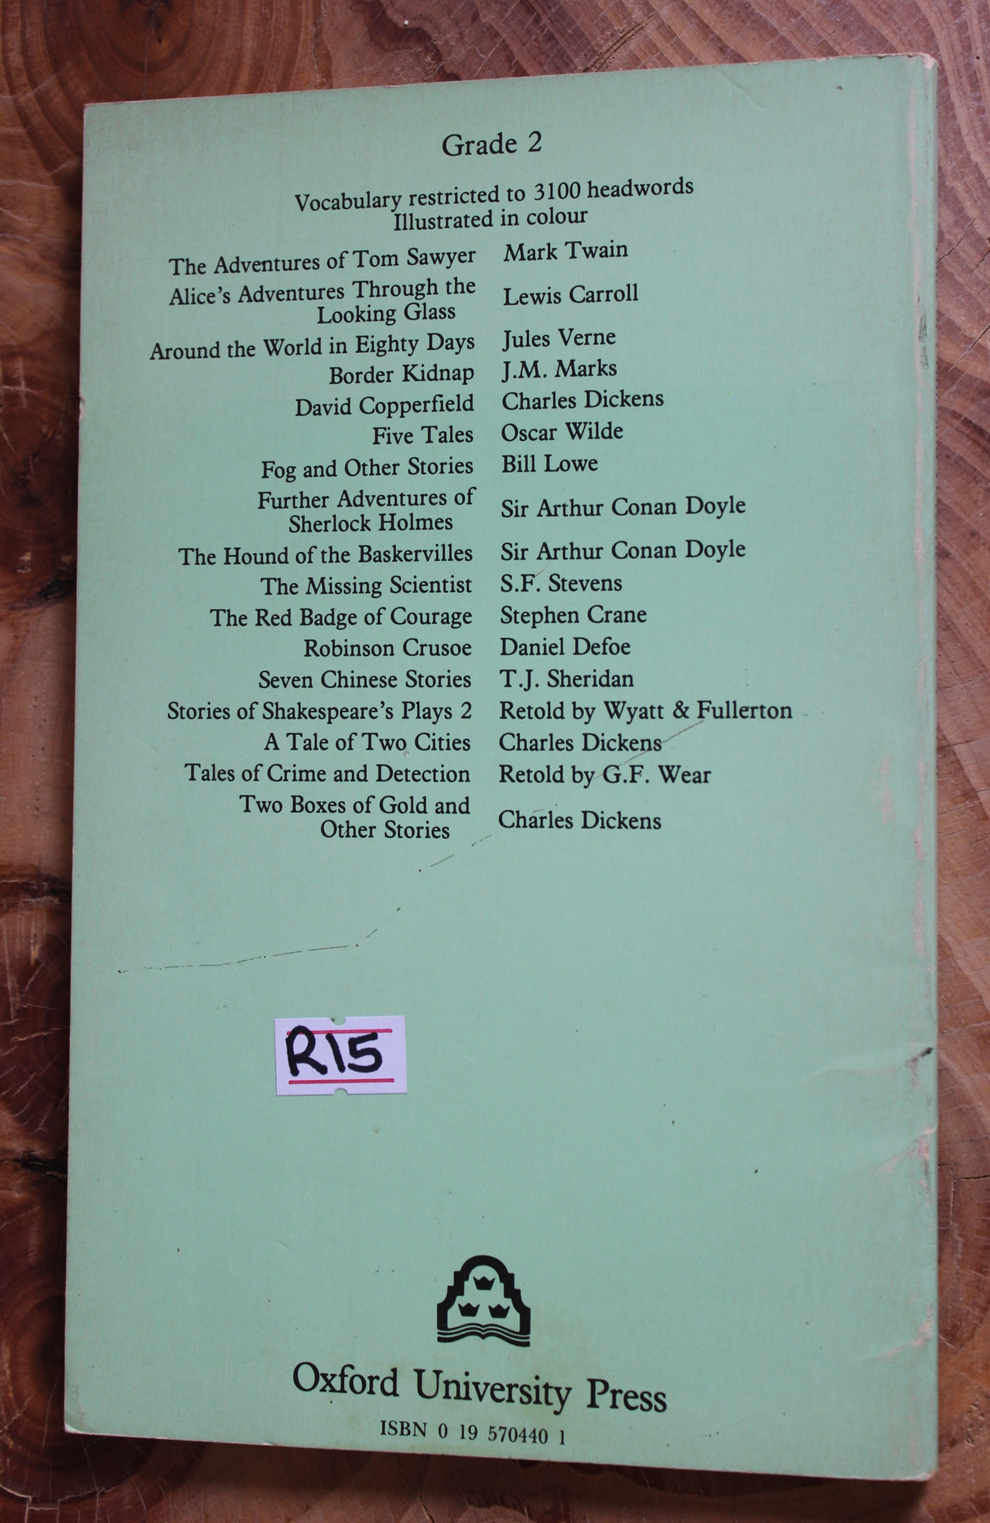 Grade 2
Vocabulary restricted to 3100 headwords
Illustrated in colour
The Adventures of Tom Sawyer Mark Twain
Alice's Adventures Through the
Looking Glass Lewis Carroll
Around the World in Eighty Days Jules Verne
Border Kidnap J.M. Marks
David Copperfield Charles Dickens
Five Tales Oscar Wilde
Fog and Other Stories Bill Lowe
Further Adventures of
Sherlock Holmes Sir Arthur Conan Doyle
The Hound of the Baskervilles Sir Arthur Conan Doyle
The Missing Scientist S.F. Stevens
The Red Badge of Courage Stephen Crane
Robinson Crusoe Daniel Defoe
Seven Chinese Stories T.J. Sheridan
Stories of Shakespeare's Plays 2 Retold by Wyatt & Fullerton
A Tale of Two Cities Charles Dickens
Tales of Crime and Detection Retold by G.F. Wear
Two Boxes of Gold and
Other Stories Charles Dickens
R15
Oxford University Press
ISBN 0 19 570440 1